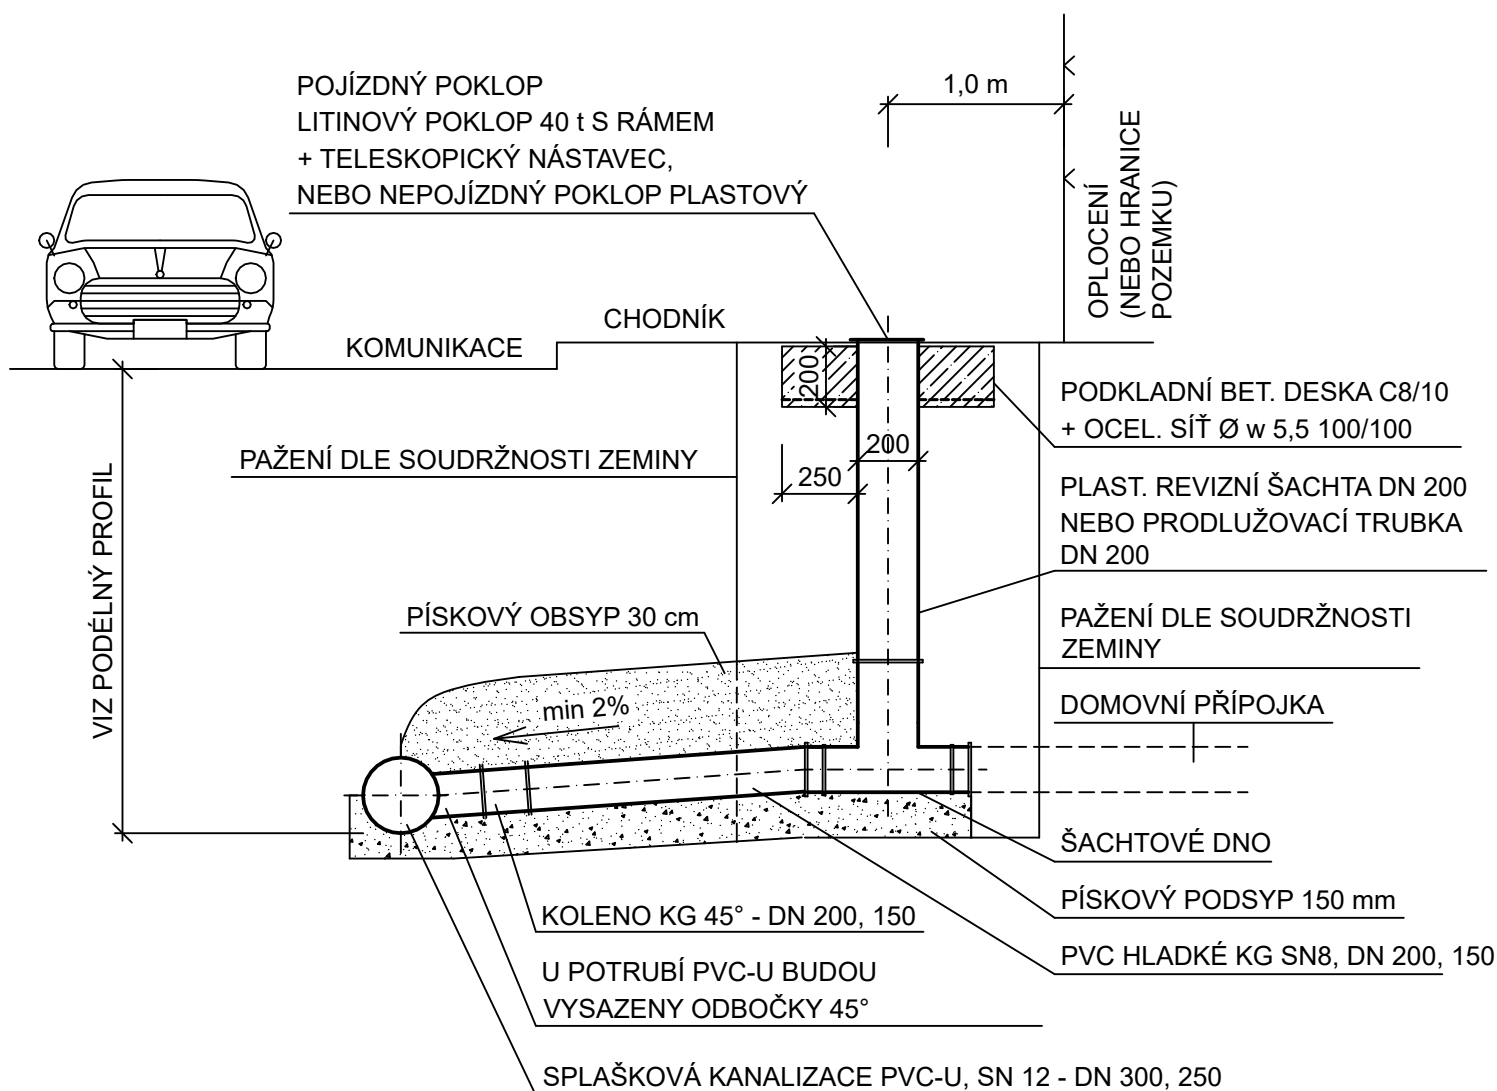 POJÍZDNÝ POKLOP
LITINOVÝ POKLOP 40 t S RÁMEM
+ TELESKOPICKÝ NÁSTAVEC,
NEBO NEPOJÍZDNÝ POKLOP PLASTOVÝ
1,0 m
OPLOCENÍ
(NEBO HRANICE
POZEMKU)
CHODNÍK
KOMUNIKACE
200
PODKLADNÍ BET. DESKA C8/10
+ OCEL. SÍŤ Ø w 5,5 100/100
200
PAŽENÍ DLE SOUDRŽNOSTI ZEMINY
250
PLAST. REVIZNÍ ŠACHTA DN 200
NEBO PRODLUŽOVACÍ TRUBKA
DN 200
VIZ PODÉLNÝ PROFIL
PÍSKOVÝ OBSYP 30 cm
PAŽENÍ DLE SOUDRŽNOSTI
ZEMINY
min 2%
DOMOVNÍ PŘÍPOJKA
ŠACHTOVÉ DNO
PÍSKOVÝ PODSYP 150 mm
KOLENO KG 45° - DN 200, 150
PVC HLADKÉ KG SN8, DN 200, 150
U POTRUBÍ PVC-U BUDOU
VYSAZENY ODBOČKY 45°
SPLAŠKOVÁ KANALIZACE PVC-U, SN 12 - DN 300, 250